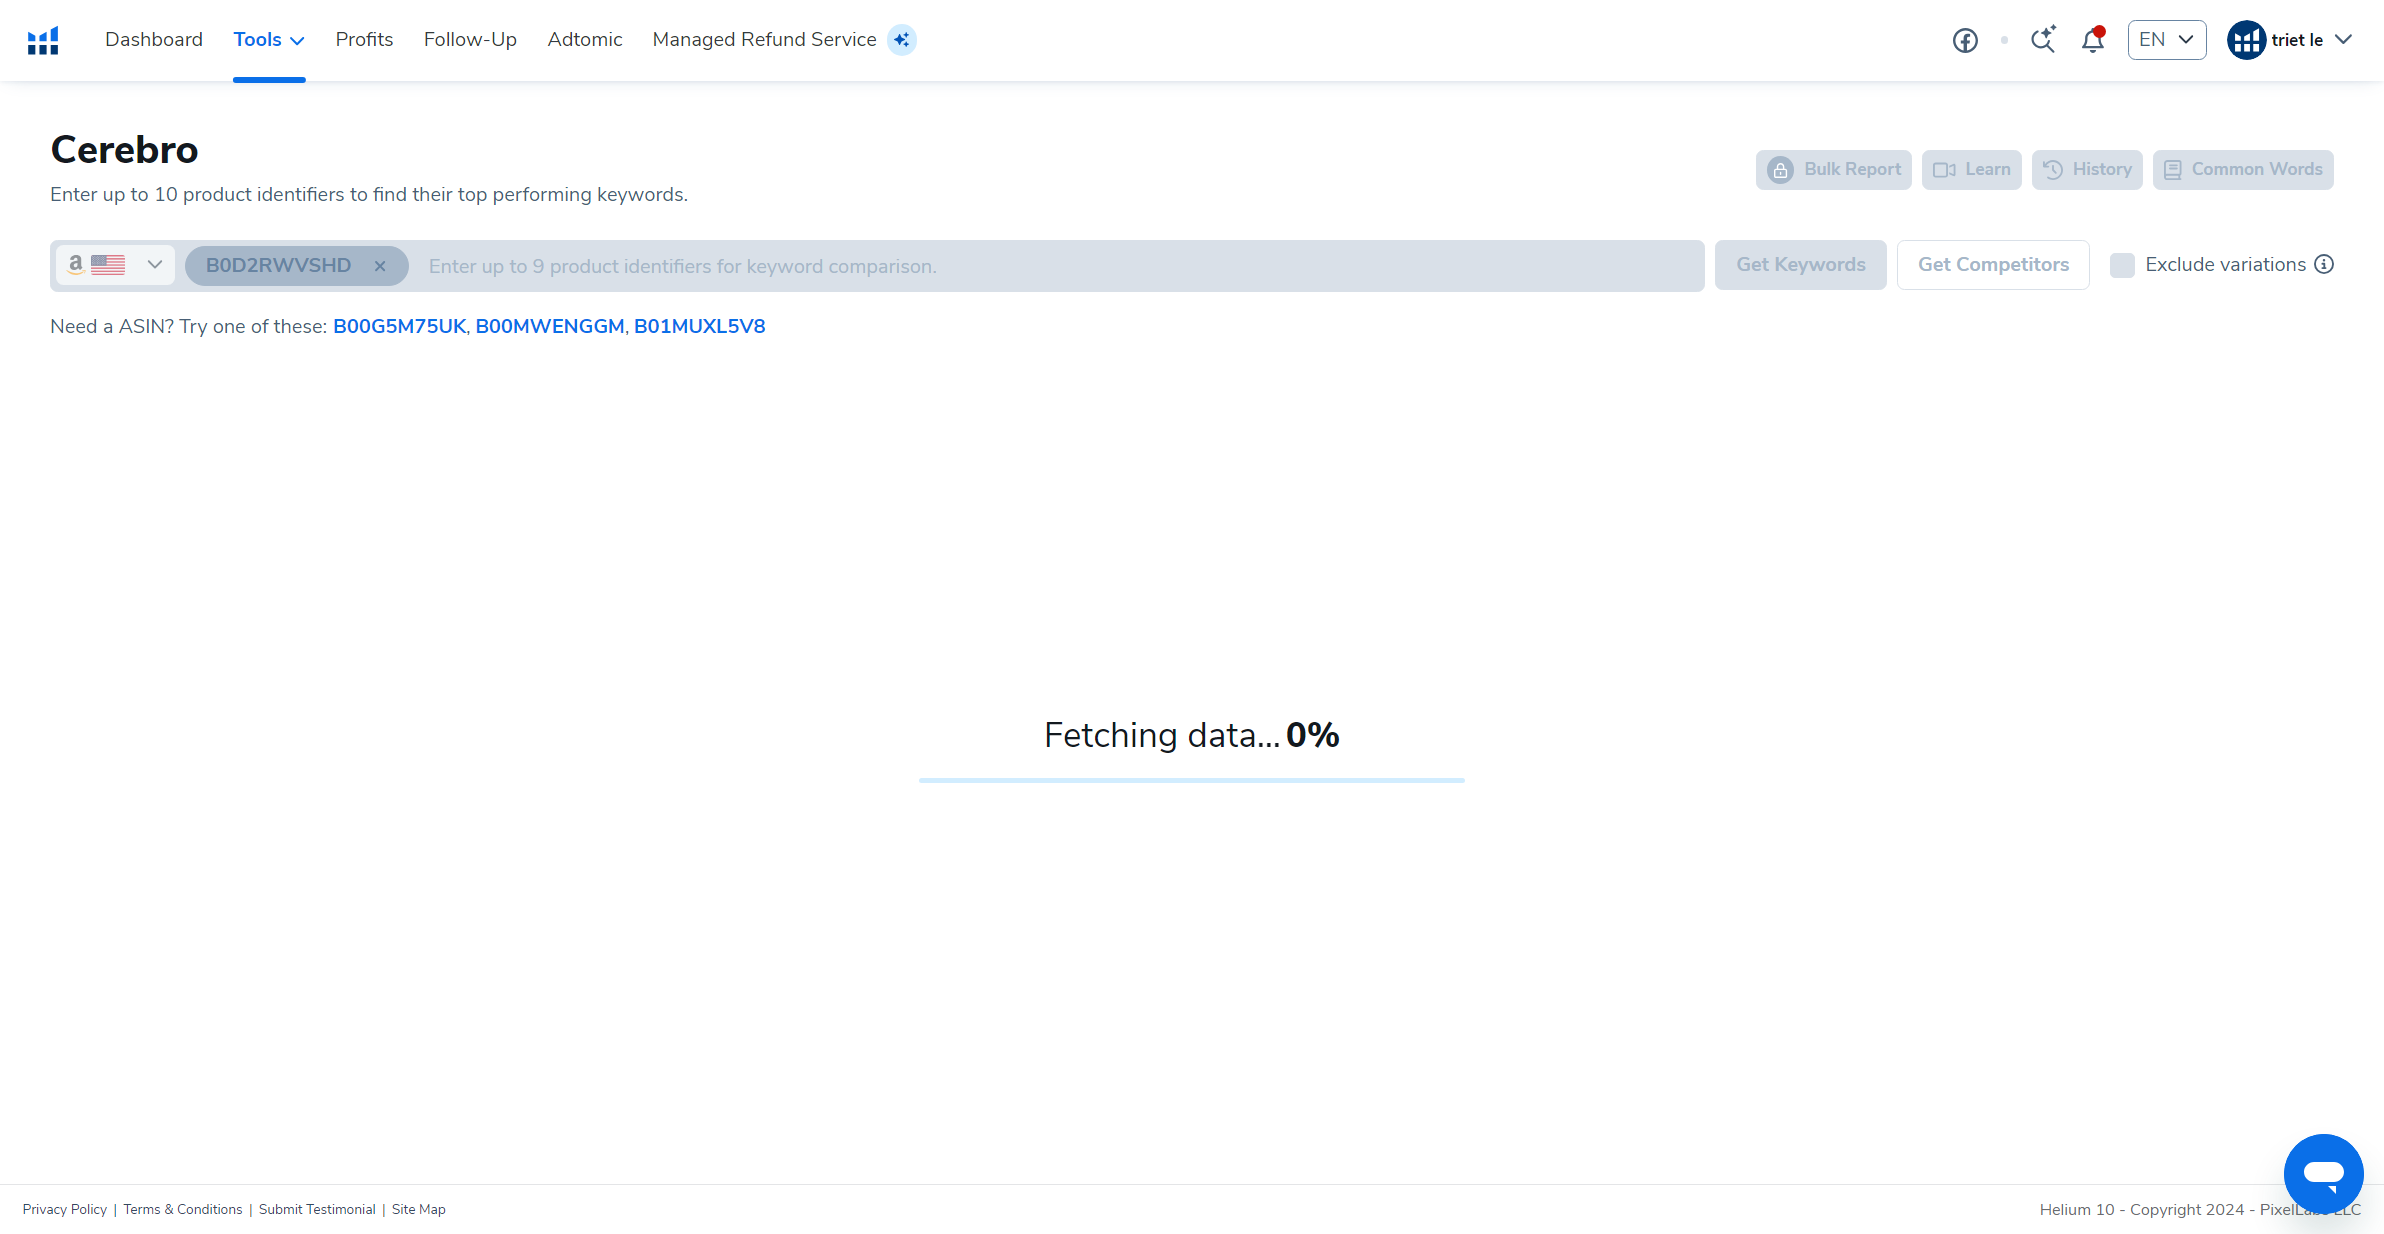 Dashboard Tools Profits Follow-Up Adtomic Managed Refund Service EN triet le
Cerebro
Enter up to 10 product identifiers to find their top performing keywords.
Bulk Report Learn History Common Words
a B0D2RWVSHD × Enter up to 9 product identifiers for keyword comparison. Get Keywords Get Competitors Exclude variations
Need a ASIN? Try one of these: B00G5M75UK, B00MWENGGM, B01MUXL5V8
Fetching data... 0%
Privacy Policy | Terms & Conditions | Submit Testimonial | Site Map
Helium 10 - Copyright 2024 -